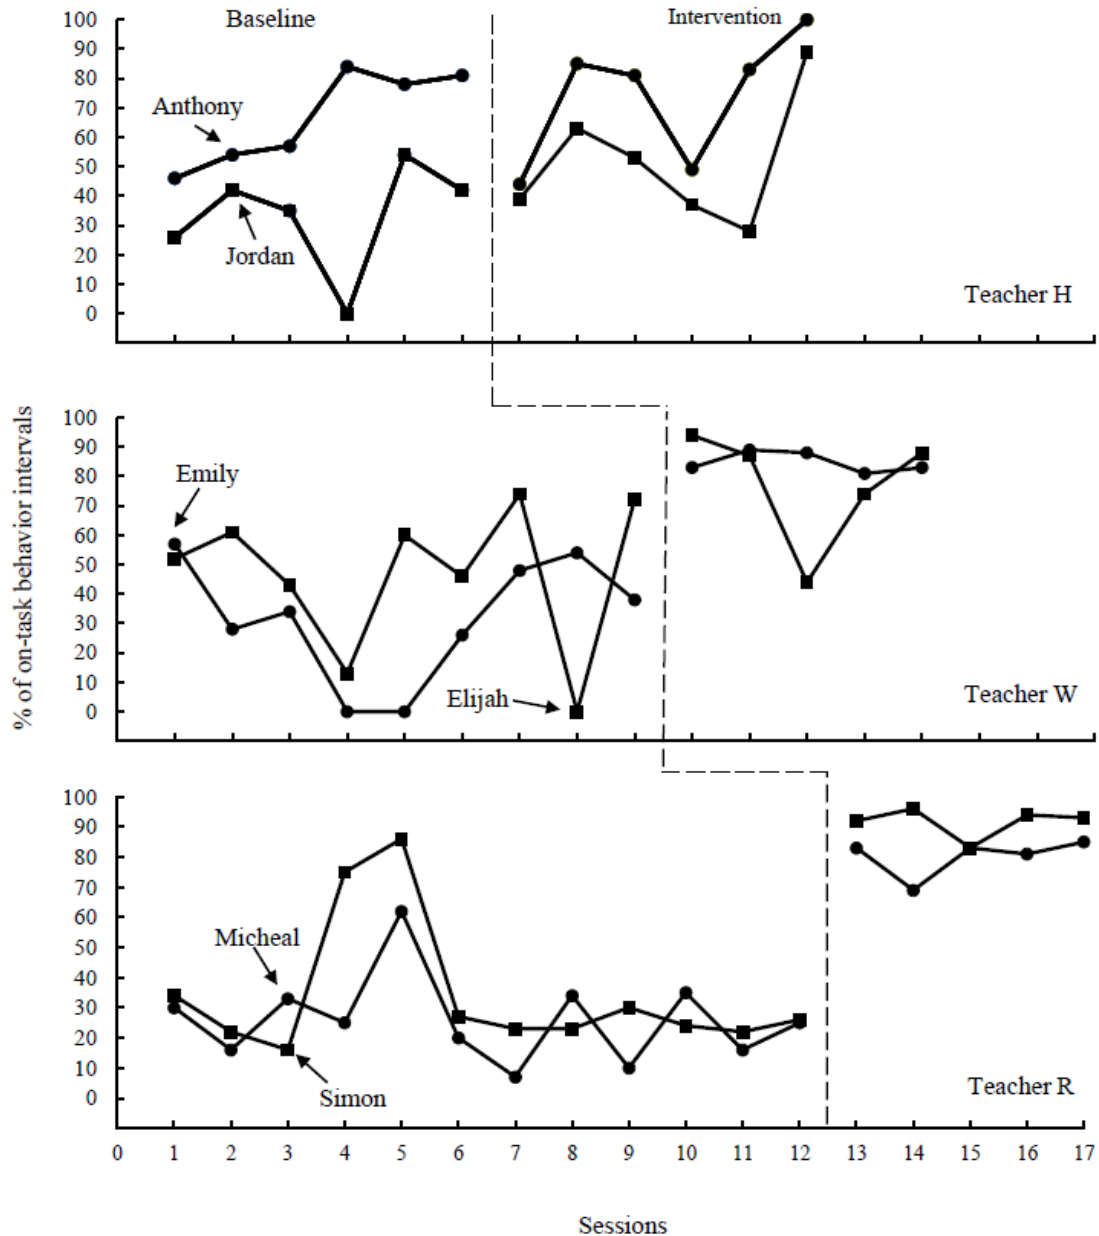 Baseline
Intervention
100
90
80
70
60
50
40
30
20
10
0
Anthony
Jordan
Teacher H
% of on-task behavior intervals
100
90
80
70
60
50
40
30
20
10
0
Emily
Elijah
Teacher W
100
90
80
70
60
50
40
30
20
10
0
Micheal
Simon
Teacher R
0 1 2 3 4 5 6 7 8 9 10 11 12 13 14 15 16 17
Sessions